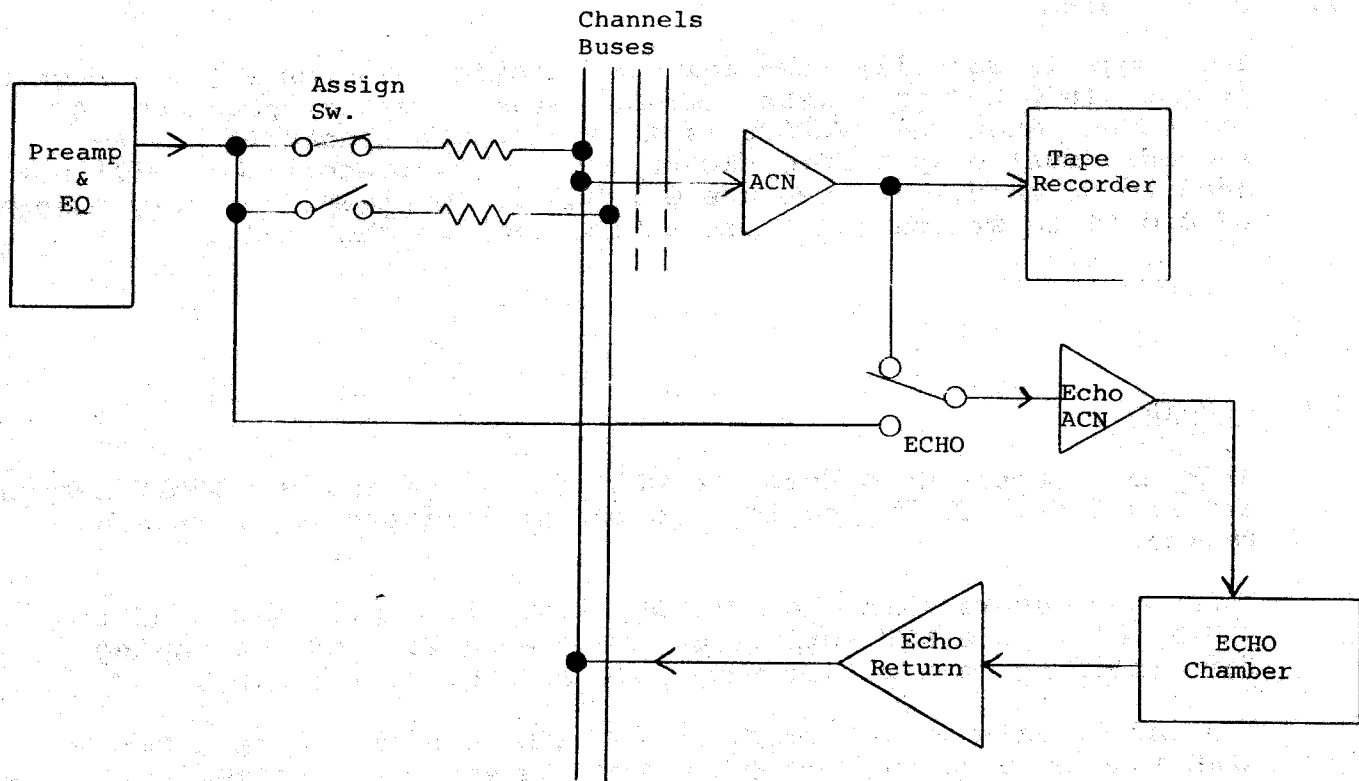 Channels
Buses
Assign
Sw.
Preamp
&
EQ
ACN
Tape
Recorder
Echo
ACN
ECHO
Echo
Return
ECHO
Chamber